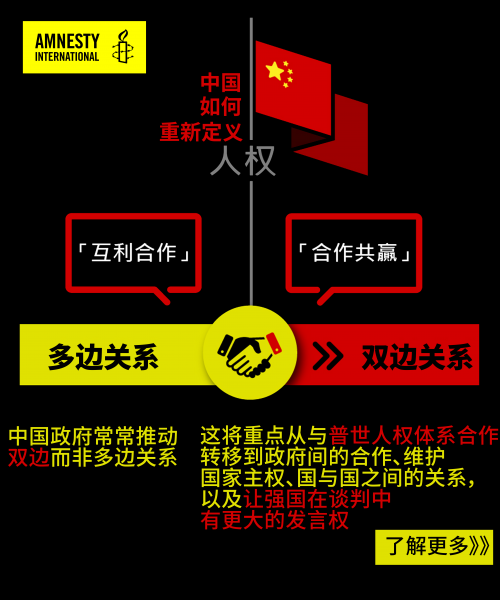 AMNESTY
INTERNATIONAL
中国
如何
重新定义
人权
「互利合作」
「合作共赢」
多边关系
双边关系
中国政府常常推动
双边而非多边关系
这将重点从与普世人权体系合作
转移到政府间的合作、维护
国家主权、国与国之间的关系，
以及让强国在谈判中
有更大的发言权
了解更多》》